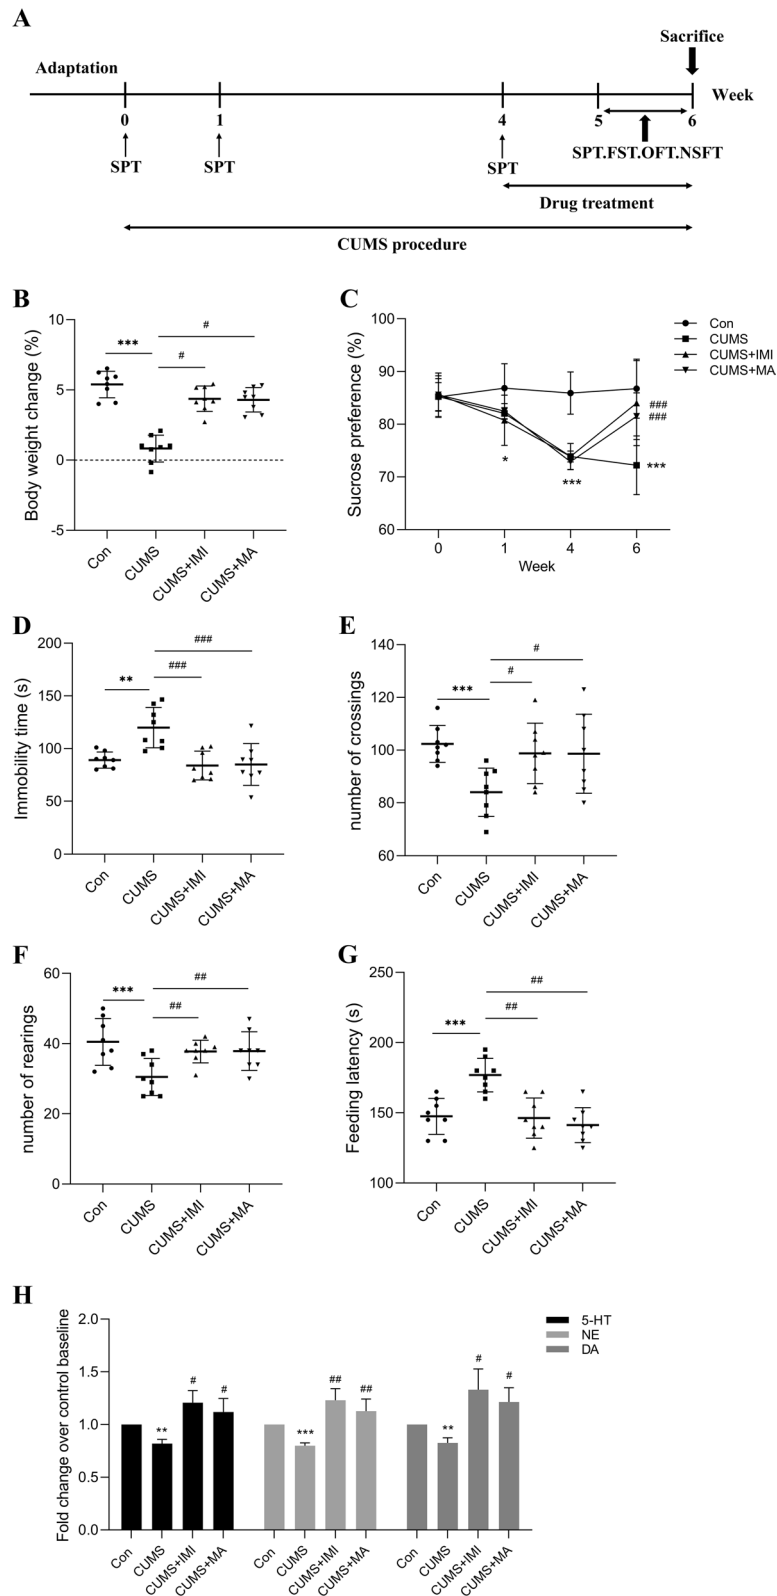 A
Sacrifice
Adaptation
Week
0
1
4
5
6
SPT
SPT
SPT
SPT.FST.OFT.NSFT
Drug treatment
CUMS procedure
B
Body weight change (%)
10
5
0
-5
***
#
#
Con
CUMS
CUMS+IMI
CUMS+MA
C
Sucrose preference (%)
100
90
80
70
60
*
***
###
###
***
0
1
4
6
Week
Con
CUMS
CUMS+IMI
CUMS+MA
D
Immobility time (s)
200
150
100
50
0
**
###
###
Con
CUMS
CUMS+IMI
CUMS+MA
E
number of crossings
140
120
100
80
60
***
#
#
Con
CUMS
CUMS+IMI
CUMS+MA
F
number of rearings
60
40
20
0
***
##
##
Con
CUMS
CUMS+IMI
CUMS+MA
G
Feeding latency (s)
250
200
150
100
***
##
##
Con
CUMS
CUMS+IMI
CUMS+MA
H
Fold change over control baseline
2.0
1.5
1.0
0.5
0.0
**
#
#
***
##
##
**
#
#
Con
CUMS
CUMS+IMI
CUMS+MA
Con
CUMS
CUMS+IMI
CUMS+MA
Con
CUMS
CUMS+IMI
CUMS+MA
5-HT
NE
DA